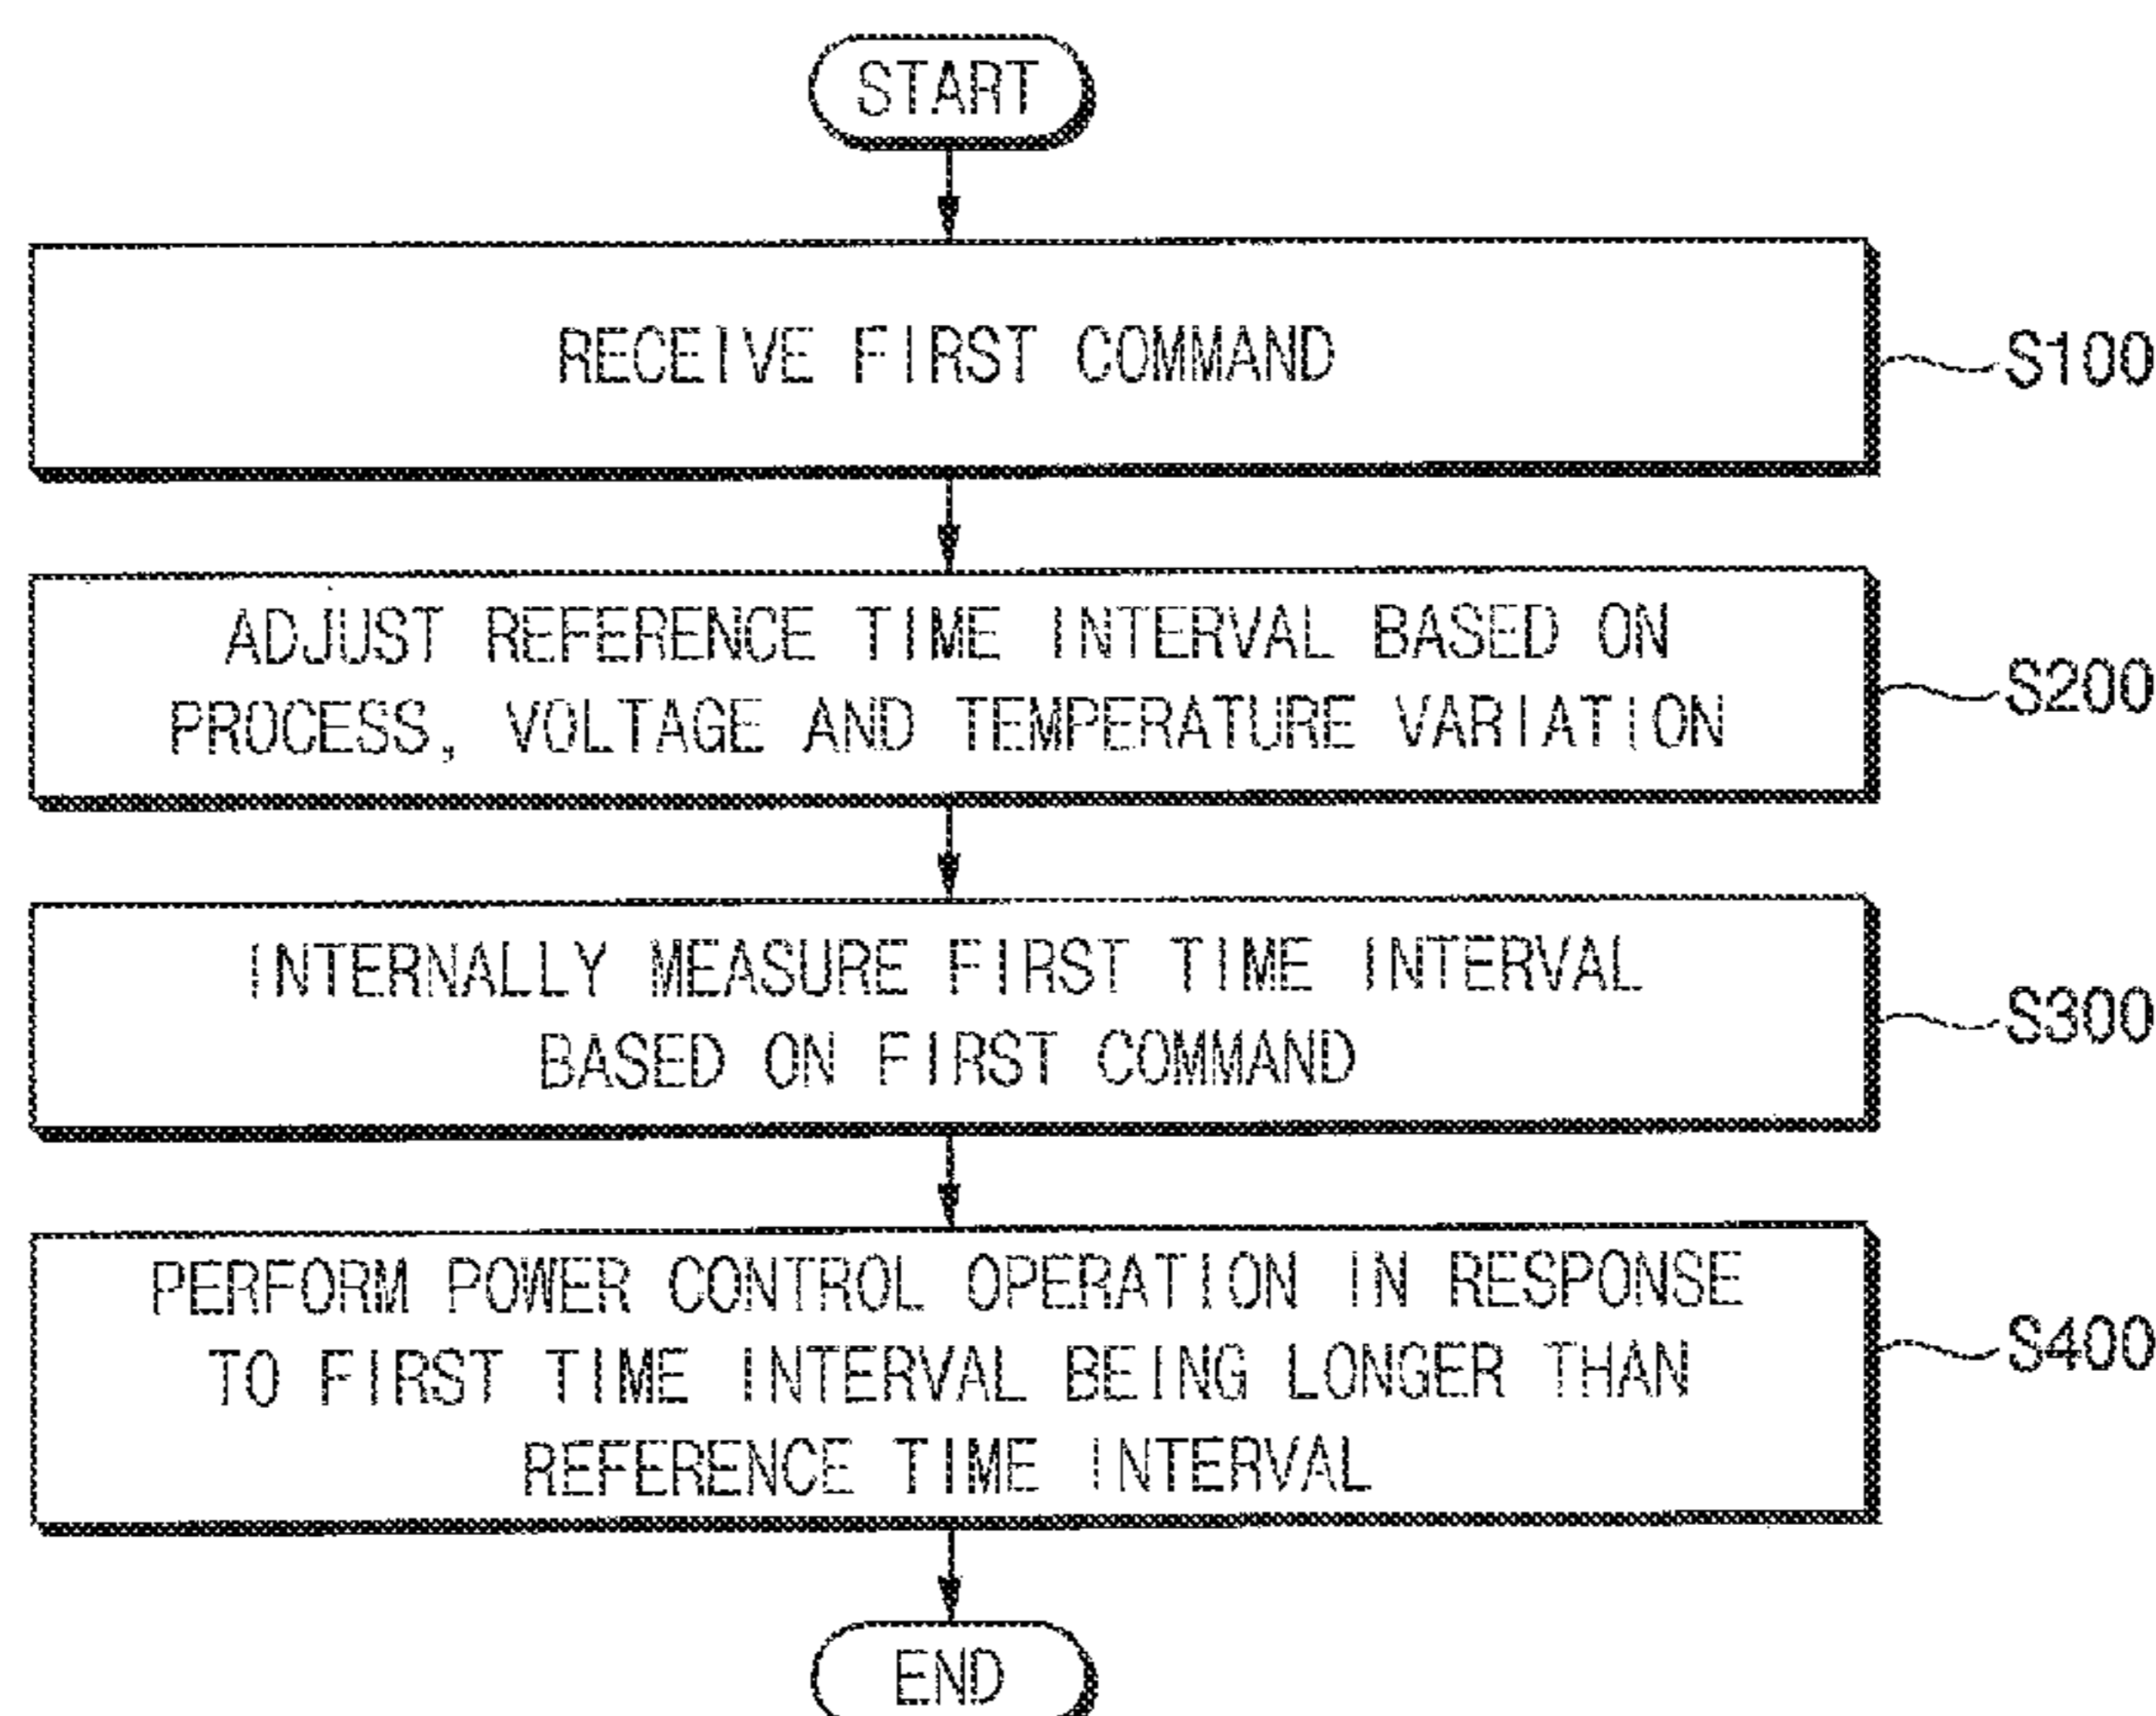 START
RECEIVE FIRST COMMAND
S100
ADJUST REFERENCE TIME INTERVAL BASED ON
PROCESS, VOLTAGE AND TEMPERATURE VARIATION
S200
INTERNALLY MEASURE FIRST TIME INTERVAL
BASED ON FIRST COMMAND
S300
PERFORM POWER CONTROL OPERATION IN RESPONSE
TO FIRST TIME INTERVAL BEING LONGER THAN
REFERENCE TIME INTERVAL
S400
END